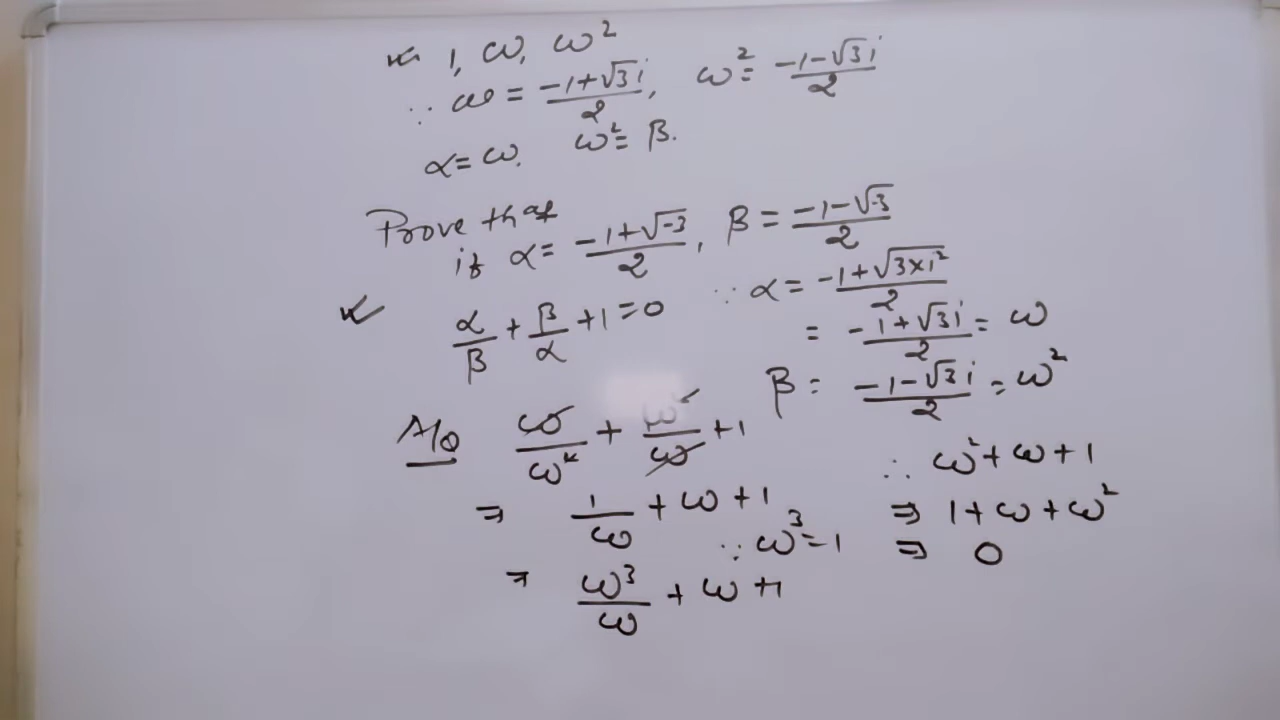 1, ω, ω²
∵ ω = (-1+√3i)/2, ω² = (-1-√3i)/2
α = ω. ω² = β.
Prove that
if α = (-1+√-3)/2, β = (-1-√-3)/2
α/β + β/α + 1 = 0
∵ α = (-1+√3×i²)/2
= (-1+√3i)/2 = ω
β = (-1-√3i)/2 = ω²
A/Q ω/ω² + ω²/ω + 1
⇒ 1/ω + ω + 1
∵ ω³ = 1
⇒ ω³/ω + ω + 1
∴ ω² + ω + 1
⇒ 1 + ω + ω²
⇒ 0